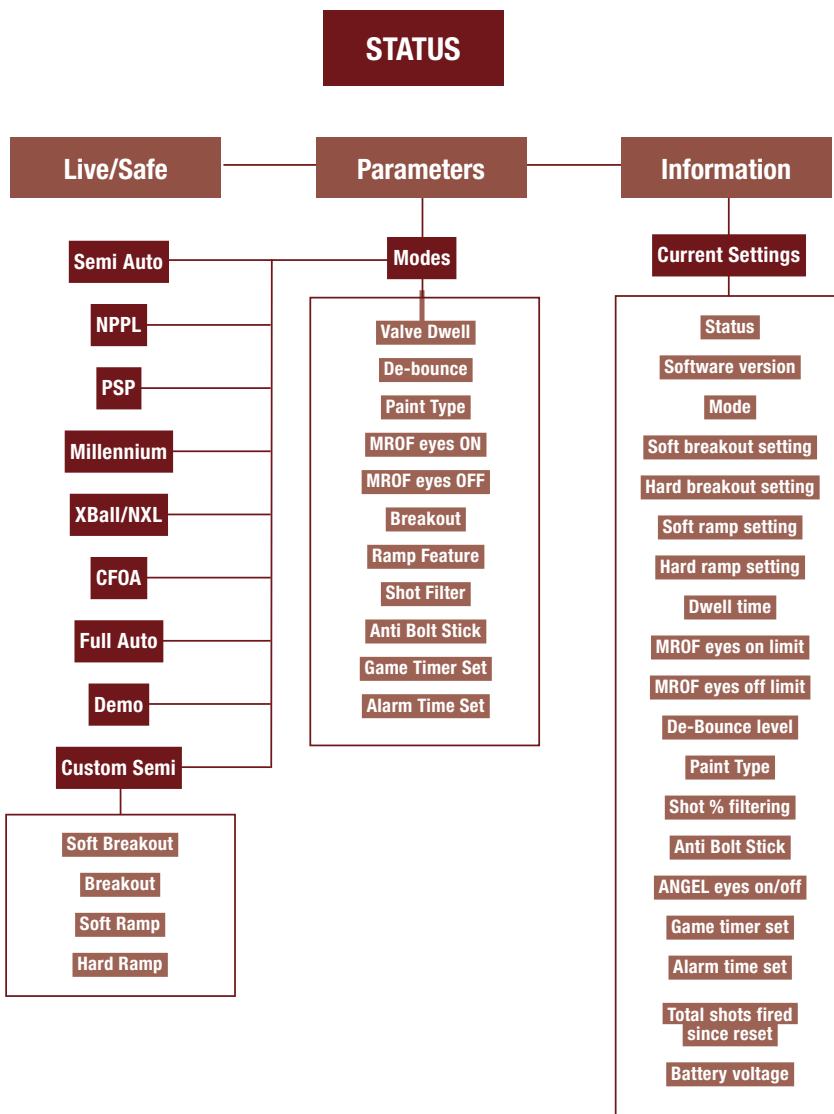 STATUS
Live/Safe
Parameters
Information
Semi Auto
NPPL
PSP
Millennium
XBall/NXL
CFOA
Full Auto
Demo
Custom Semi
Soft Breakout
Breakout
Soft Ramp
Hard Ramp
Modes
Valve Dwell
De-bounce
Paint Type
MROF eyes ON
MROF eyes OFF
Breakout
Ramp Feature
Shot Filter
Anti Bolt Stick
Game Timer Set
Alarm Time Set
Current Settings
Status
Software version
Mode
Soft breakout setting
Hard breakout setting
Soft ramp setting
Hard ramp setting
Dwell time
MROF eyes on limit
MROF eyes off limit
De-Bounce level
Paint Type
Shot % filtering
Anti Bolt Stick
ANGEL eyes on/off
Game timer set
Alarm time set
Total shots fired
since reset
Battery voltage